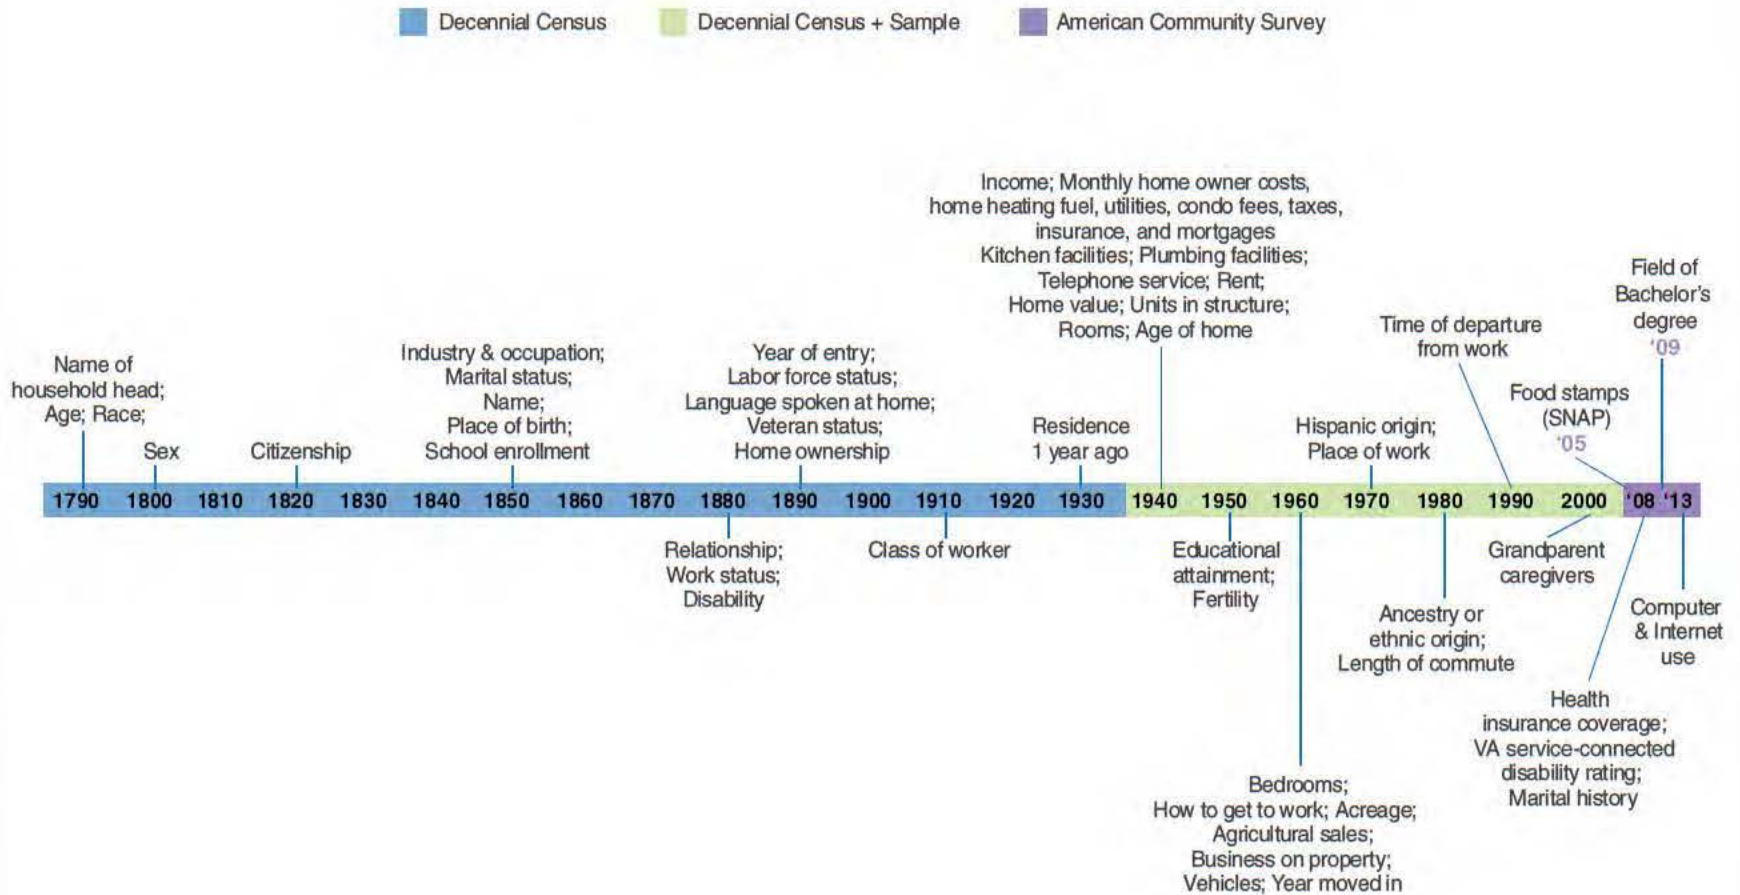 Decennial Census
Decennial Census + Sample
American Community Survey
Income; Monthly home owner costs,
home heating fuel, utilities, condo fees, taxes,
insurance, and mortgages
Kitchen facilities; Plumbing facilities;
Telephone service; Rent;
Home value; Units in structure;
Rooms; Age of home
Field of
Bachelor's
degree
'09
Time of departure
from work
Food stamps
(SNAP)
'05
Name of
household head;
Age; Race;
Sex
Citizenship
Industry & occupation;
Marital status;
Name;
Place of birth;
School enrollment
Year of entry;
Labor force status;
Language spoken at home;
Veteran status;
Home ownership
Residence
1 year ago
Hispanic origin;
Place of work
1790 1800 1810 1820 1830 1840 1850 1860 1870 1880 1890 1900 1910 1920 1930 1940 1950 1960 1970 1980 1990 2000 '08 '13
Relationship;
Work status;
Disability
Class of worker
Educational
attainment;
Fertility
Grandparent
caregivers
Ancestry or
ethnic origin;
Length of commute
Computer
& Internet
use
Health
insurance coverage;
VA service-connected
disability rating;
Marital history
Bedrooms;
How to get to work; Acreage;
Agricultural sales;
Business on property;
Vehicles; Year moved in